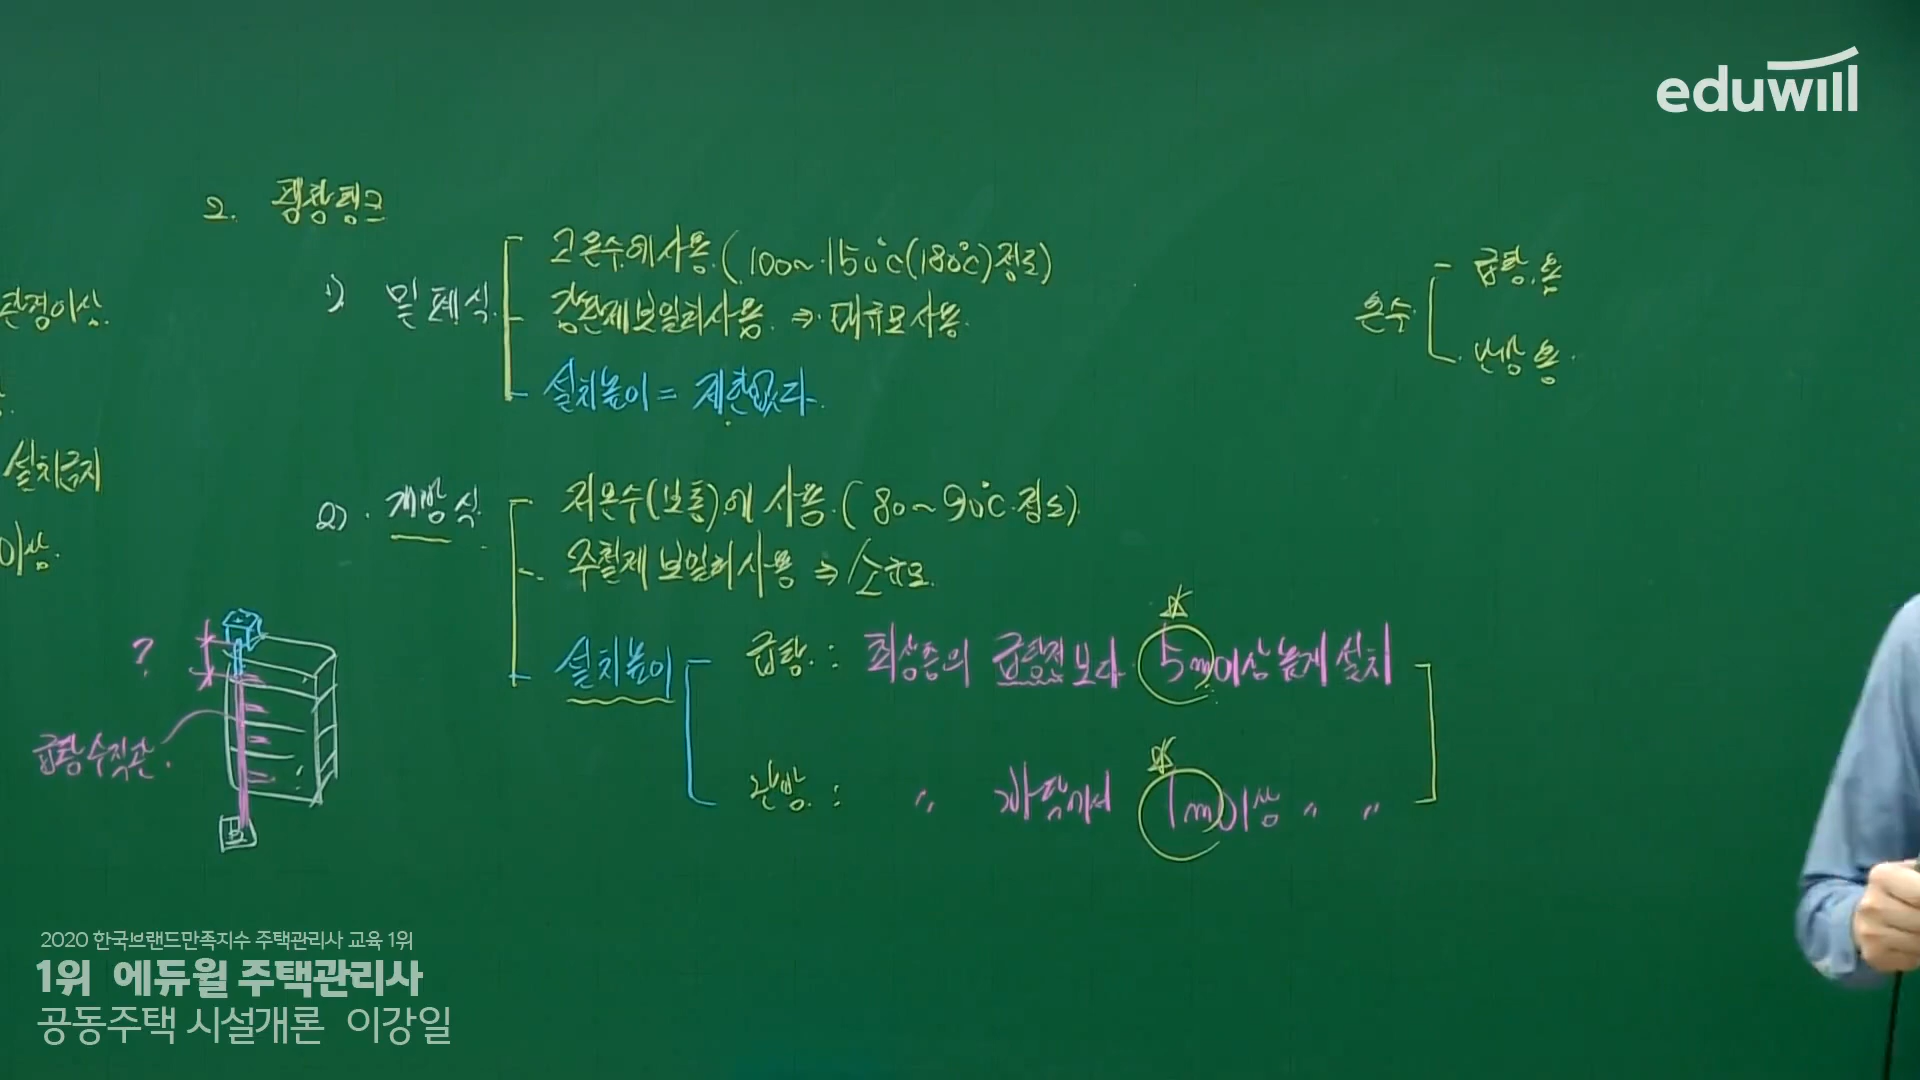 eduwill
2. 팽창탱크
관경이상.
설치금지
이상.
1) 밀폐식
고온수에사용.(100~150℃(180℃)정도)
강판제보일러사용. ⇒ 대규모사용.
설치높이 = 제한없다.
온수
급탕.용
난방용.
2). 개방식
저온수(보통)에 사용.( 80~90℃.정도)
주철제 보일러사용 ⇒ 소규모.
설치높이
급탕. : 최상층의 급탕전보다. 5m이상높게 설치
난방. : 〃 바닥에서 1m이상 〃 〃
?
급탕수직관.
B
2020 한국브랜드만족지수 주택관리사 교육 1위
1위 에듀윌 주택관리사
공동주택 시설개론 이강일